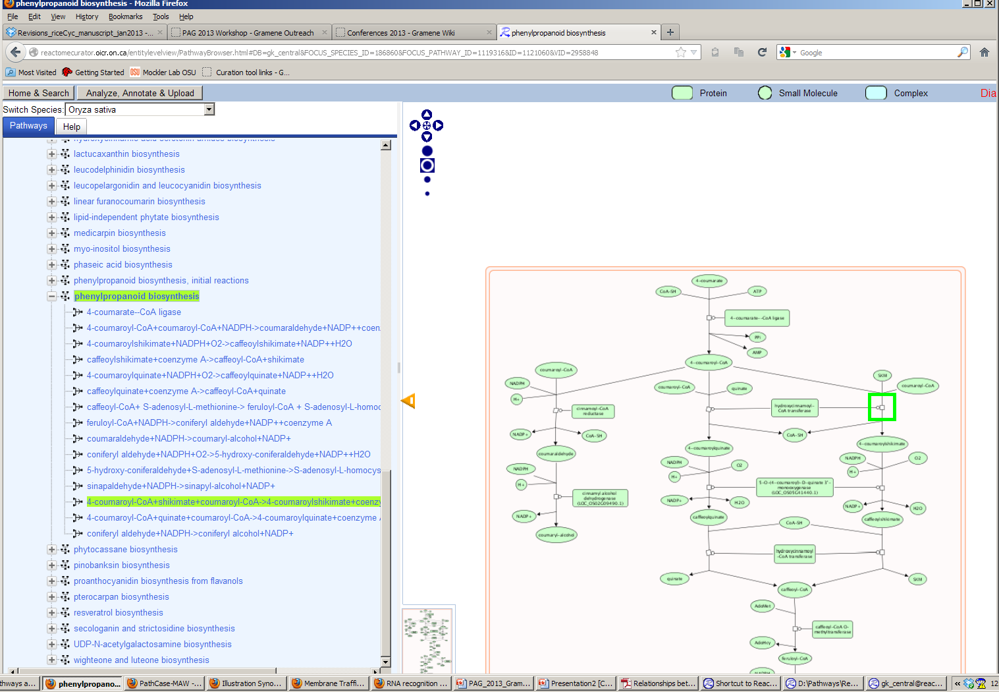 phenylpropanoid biosynthesis - Mozilla Firefox
File Edit View History Bookmarks Tools Help
Revisions_riceCyc_manuscript_jan2013 -... PAG 2013 Workshop - Gramene Outreach Conferences 2013 - Gramene Wiki phenylpropanoid biosynthesis
reactomecurator.oicr.on.ca/entitylevelview/PathwayBrowser.html#DB=gk_central&FOCUS_SPECIES_ID=186860&FOCUS_PATHWAY_ID=1119316&ID=1121060&VID=2958848 Google
Most Visited Getting Started OSU Mockler Lab OSU Curation tool links - G...
Home & Search Analyze, Annotate & Upload Protein Small Molecule Complex Dia
Switch Species: Oryza sativa
Pathways Help
hydroxycinnamic acid serotonin amides biosynthesis
lactucaxanthin biosynthesis
leucodelphinidin biosynthesis
leucopelargonidin and leucocyanidin biosynthesis
linear furanocoumarin biosynthesis
lipid-independent phytate biosynthesis
medicarpin biosynthesis
myo-inositol biosynthesis
phaseic acid biosynthesis
phenylpropanoid biosynthesis, initial reactions
phenylpropanoid biosynthesis
4-coumarate--CoA ligase
4-coumaroyl-CoA+coumaroyl-CoA+NADPH->coumaraldehyde+NADP++coen
4-coumaroylshikimate+NADPH+O2->caffeoylshikimate+NADP++H2O
caffeoylshikimate+coenzyme A->caffeoyl-CoA+shikimate
4-coumaroylquinate+NADPH+O2->caffeoylquinate+NADP++H2O
caffeoylquinate+coenzyme A->caffeoyl-CoA+quinate
caffeoyl-CoA+ S-adenosyl-L-methionine-> feruloyl-CoA + S-adenosyl-L-homoc
feruloyl-CoA+NADPH->coniferyl aldehyde+NADP++coenzyme A
coumaraldehyde+NADPH->coumaryl-alcohol+NADP+
coniferyl aldehyde+NADPH+O2->5-hydroxy-coniferaldehyde+NADP++H2O
5-hydroxy-coniferaldehyde+S-adenosyl-L-methionine->S-adenosyl-L-homocys
sinapaldehyde+NADPH->sinapyl-alcohol+NADP+
4-coumaroyl-CoA+shikimate+coumaroyl-CoA->4-coumaroylshikimate+coenzy
4-coumaroyl-CoA+quinate+coumaroyl-CoA->4-coumaroylquinate+coenzyme A
coniferyl aldehyde+NADPH->coniferyl alcohol+NADP+
phytocassane biosynthesis
pinobanksin biosynthesis
proanthocyanidin biosynthesis from flavanols
pterocarpan biosynthesis
resveratrol biosynthesis
secologanin and strictosidine biosynthesis
UDP-N-acetylgalactosamine biosynthesis
wighteone and luteone biosynthesis
4-coumarate
CoA-SH ATP
4-coumarate--CoA ligase
PPi
AMP
4-coumaroyl-CoA
coumaroyl-CoA
NADPH
H+
cinnamoyl-CoA
reductase
NADP+ CoA-SH
coumaraldehyde
NADPH
H+
cinnamyl alcohol
dehydrogenase
(LOC_OS02G09490.1)
NADP+
coumaryl-alcohol
coumaroyl-CoA quinate
hydroxycinnamoyl-
CoA transferase
SKM
coumaroyl-CoA
CoA-SH
4-coumaroylquinate 4-coumaroylshikimate
NADPH O2
H+
NADPH O2
H+
5-O-(4-coumaroyl)-D-quinate 3'-
monooxygenase
(LOC_OS05G41440.1)
NADP+ H2O
NADP+ H2O
caffeoylquinate caffeoylshikimate
CoA-SH
hydroxycinnamoyl
-CoA transferase
quinate SKM
caffeoyl-CoA
AdoMet
caffeoyl-CoA O-
methyltransferase
AdoHcy
feruloyl-CoA
NADPH
thways a... phenylpropano... PathCase-MAW -... Illustration Syno... Membrane Traffi... RNA recognition ... PAG_2013_Gram... Presentation2 [C... Relationships bet... Shortcut to Reac... D:\Pathways\Re... gk_central@reac... « 12